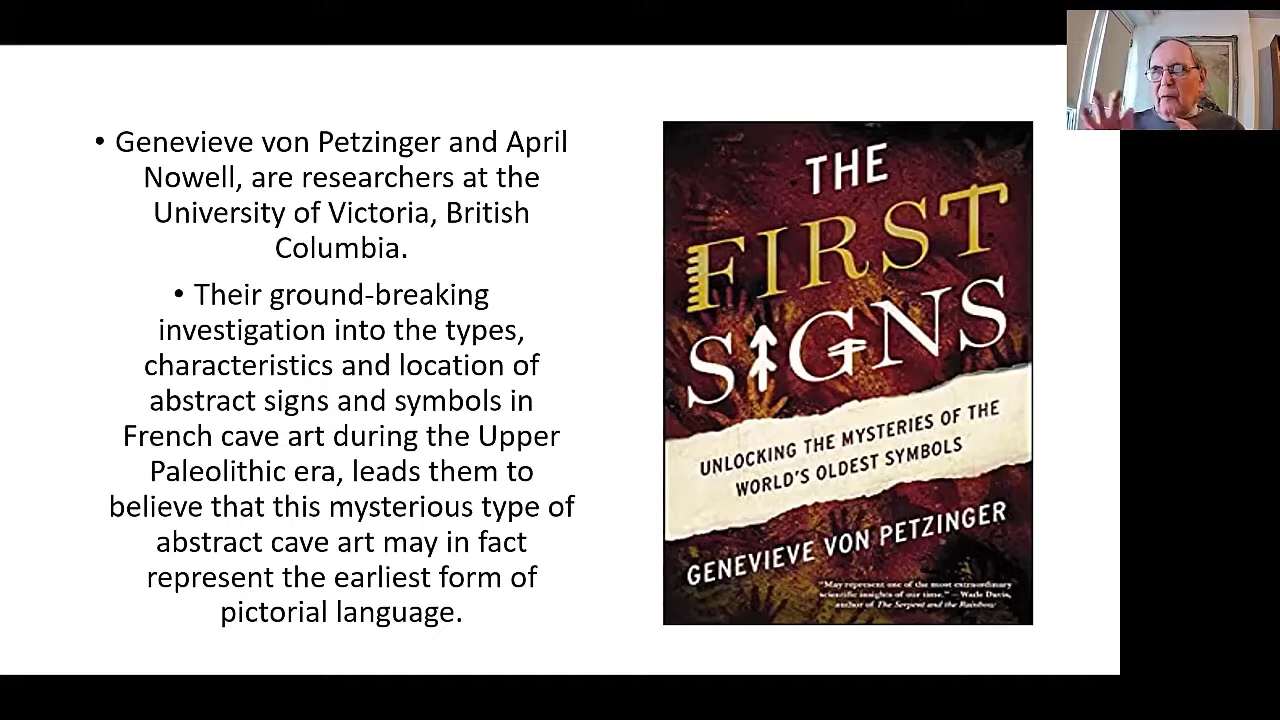 • Genevieve von Petzinger and April
Nowell, are researchers at the
University of Victoria, British
Columbia.
• Their ground-breaking
investigation into the types,
characteristics and location of
abstract signs and symbols in
French cave art during the Upper
Paleolithic era, leads them to
believe that this mysterious type of
abstract cave art may in fact
represent the earliest form of
pictorial language.
THE
FIRST
SIGNS
UNLOCKING THE MYSTERIES OF THE
WORLD'S OLDEST SYMBOLS
GENEVIEVE VON PETZINGER
"May represent one of the most extraordinary
scientific insights of our time." — Wade Davis,
author of The Serpent and the Rainbow